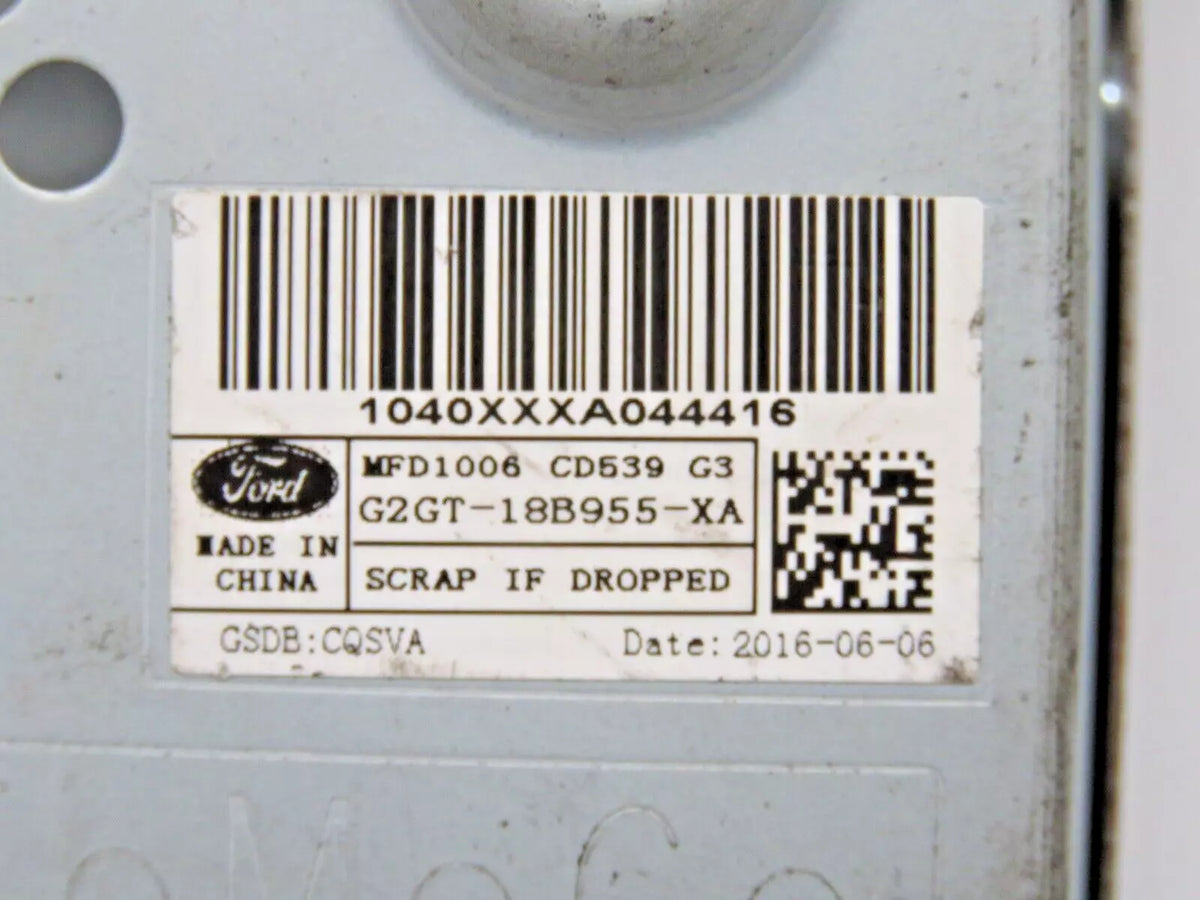 1040XXXA044416
Ford
MADE IN
CHINA
MFD1006 CD539 G3
G2GT-18B955-XA
SCRAP IF DROPPED
GSDB:CQSVA
Date: 2016-06-06